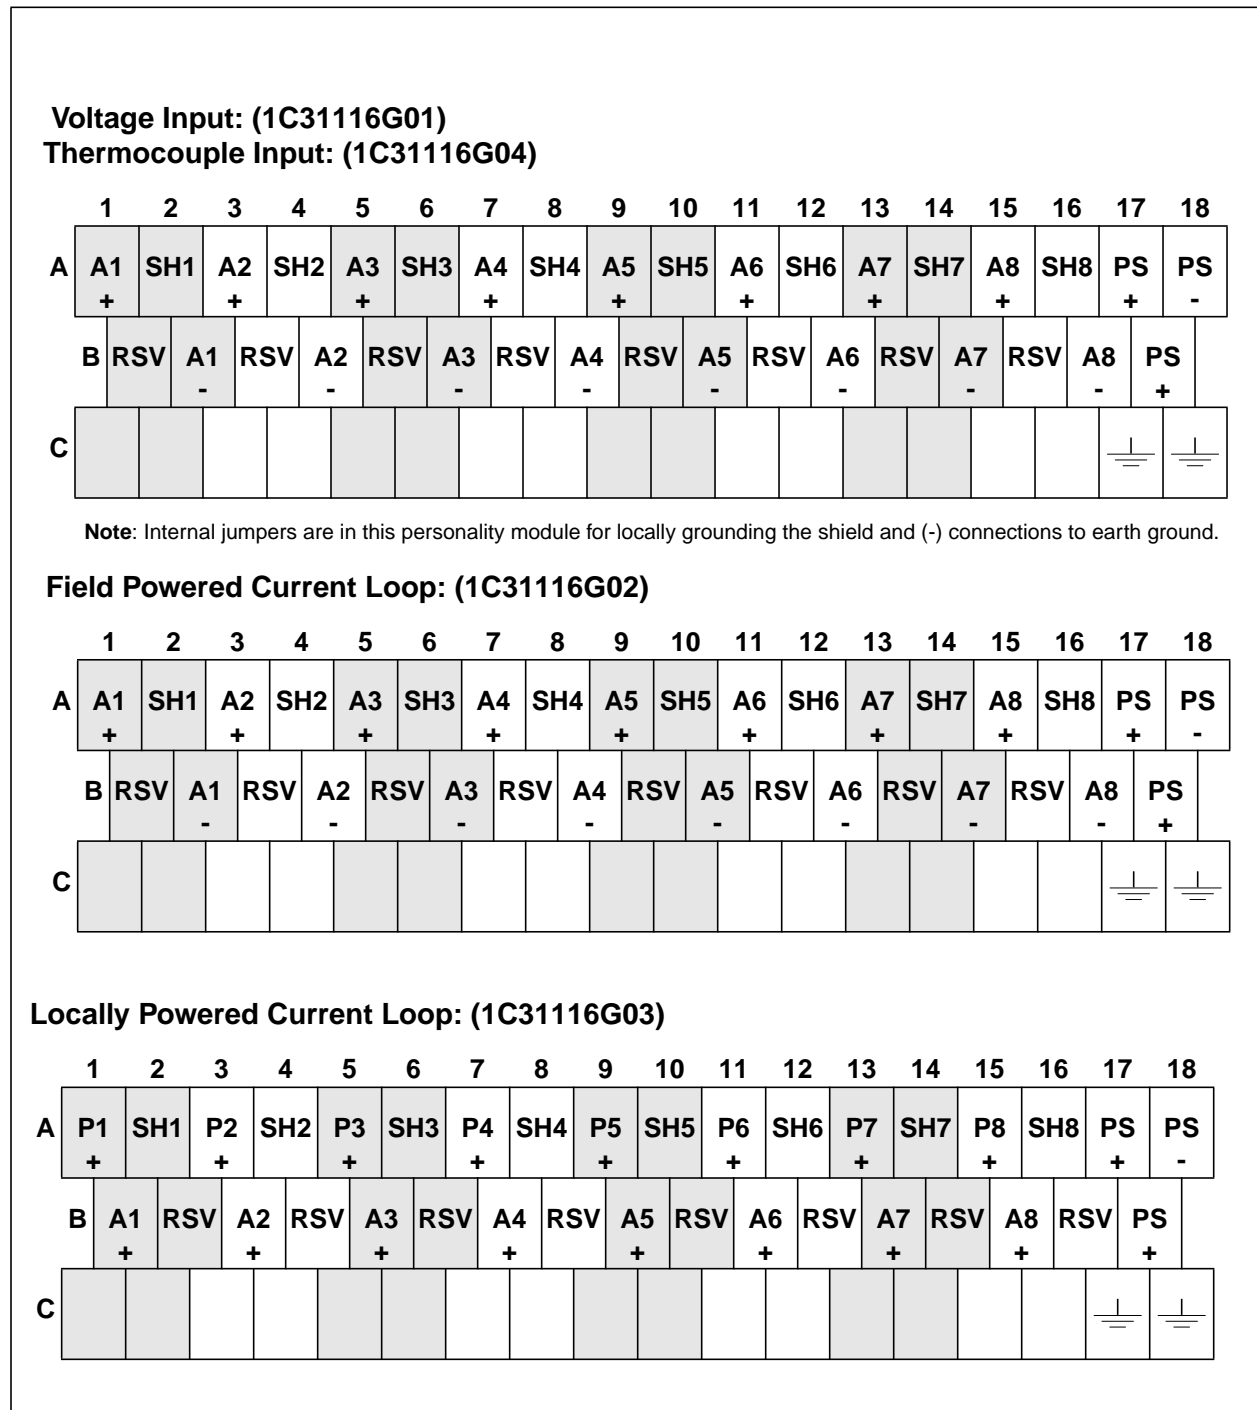 Voltage Input: (1C31116G01)
Thermocouple Input: (1C31116G04)
1 2 3 4 5 6 7 8 9 10 11 12 13 14 15 16 17 18
A A1 SH1 A2 SH2 A3 SH3 A4 SH4 A5 SH5 A6 SH6 A7 SH7 A8 SH8 PS PS
+ + + + + + + + + -
B RSV A1 RSV A2 RSV A3 RSV A4 RSV A5 RSV A6 RSV A7 RSV A8 PS
- - - - - - - - +
C
Note: Internal jumpers are in this personality module for locally grounding the shield and (-) connections to earth ground.
Field Powered Current Loop: (1C31116G02)
1 2 3 4 5 6 7 8 9 10 11 12 13 14 15 16 17 18
A A1 SH1 A2 SH2 A3 SH3 A4 SH4 A5 SH5 A6 SH6 A7 SH7 A8 SH8 PS PS
+ + + + + + + + + -
B RSV A1 RSV A2 RSV A3 RSV A4 RSV A5 RSV A6 RSV A7 RSV A8 PS
- - - - - - - - +
C
Locally Powered Current Loop: (1C31116G03)
1 2 3 4 5 6 7 8 9 10 11 12 13 14 15 16 17 18
A P1 SH1 P2 SH2 P3 SH3 P4 SH4 P5 SH5 P6 SH6 P7 SH7 P8 SH8 PS PS
+ + + + + + + + + -
B A1 RSV A2 RSV A3 RSV A4 RSV A5 RSV A6 RSV A7 RSV A8 RSV PS
+ + + + + + + + +
C